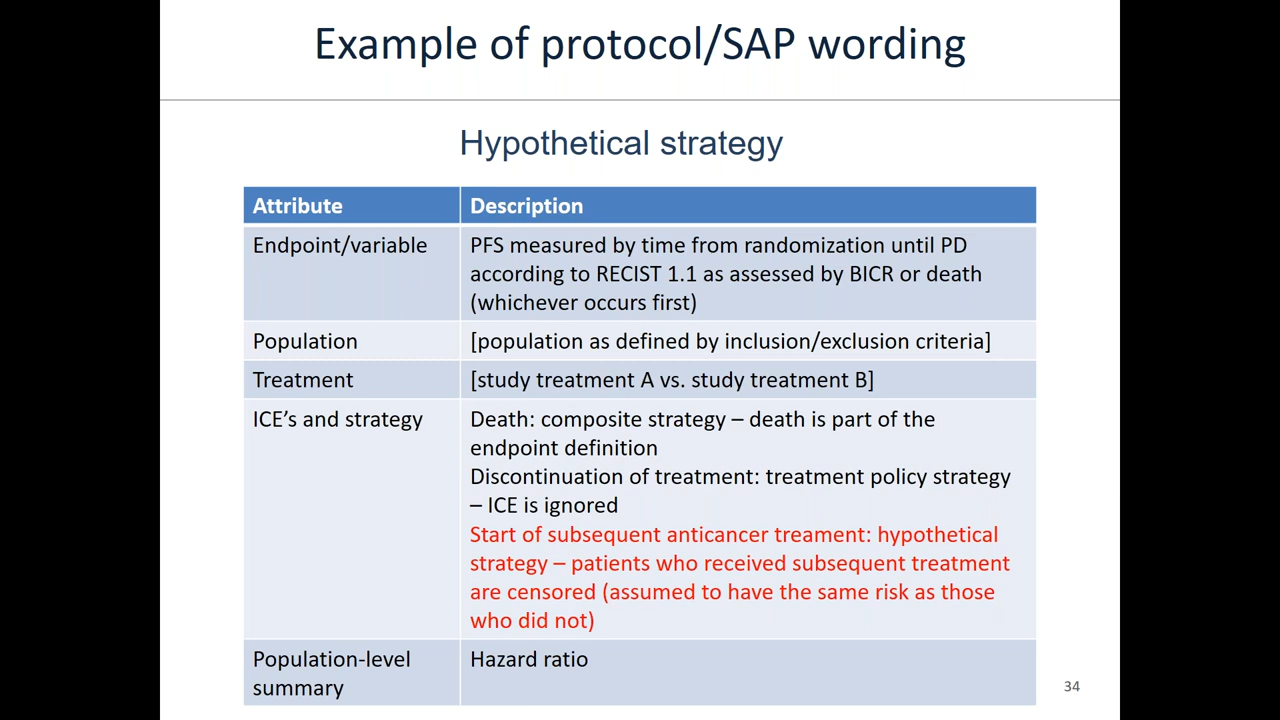 Example of protocol/SAP wording
Hypothetical strategy
Attribute
Description
Endpoint/variable
PFS measured by time from randomization until PD
according to RECIST 1.1 as assessed by BICR or death
(whichever occurs first)
Population
[population as defined by inclusion/exclusion criteria]
Treatment
[study treatment A vs. study treatment B]
ICE's and strategy
Death: composite strategy – death is part of the
endpoint definition
Discontinuation of treatment: treatment policy strategy
– ICE is ignored
Start of subsequent anticancer treament: hypothetical
strategy – patients who received subsequent treatment
are censored (assumed to have the same risk as those
who did not)
Population-level
summary
Hazard ratio
34